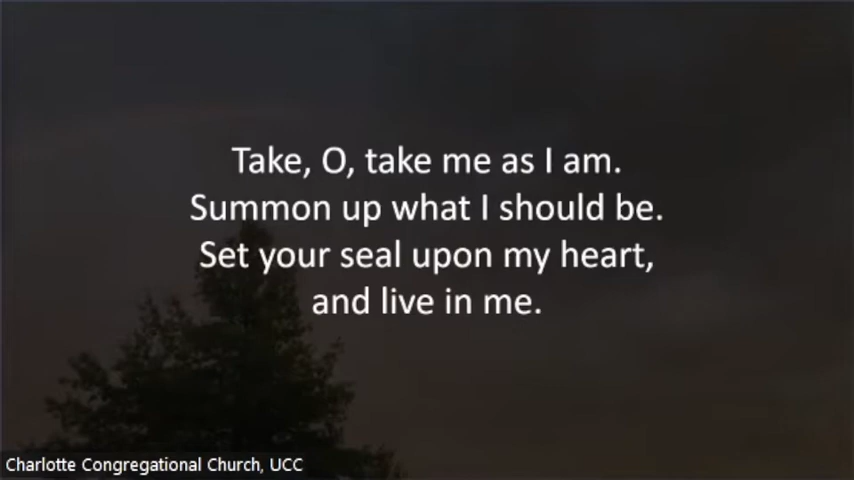 Take, O, take me as I am.
Summon up what I should be.
Set your seal upon my heart,
and live in me.
Charlotte Congregational Church, UCC